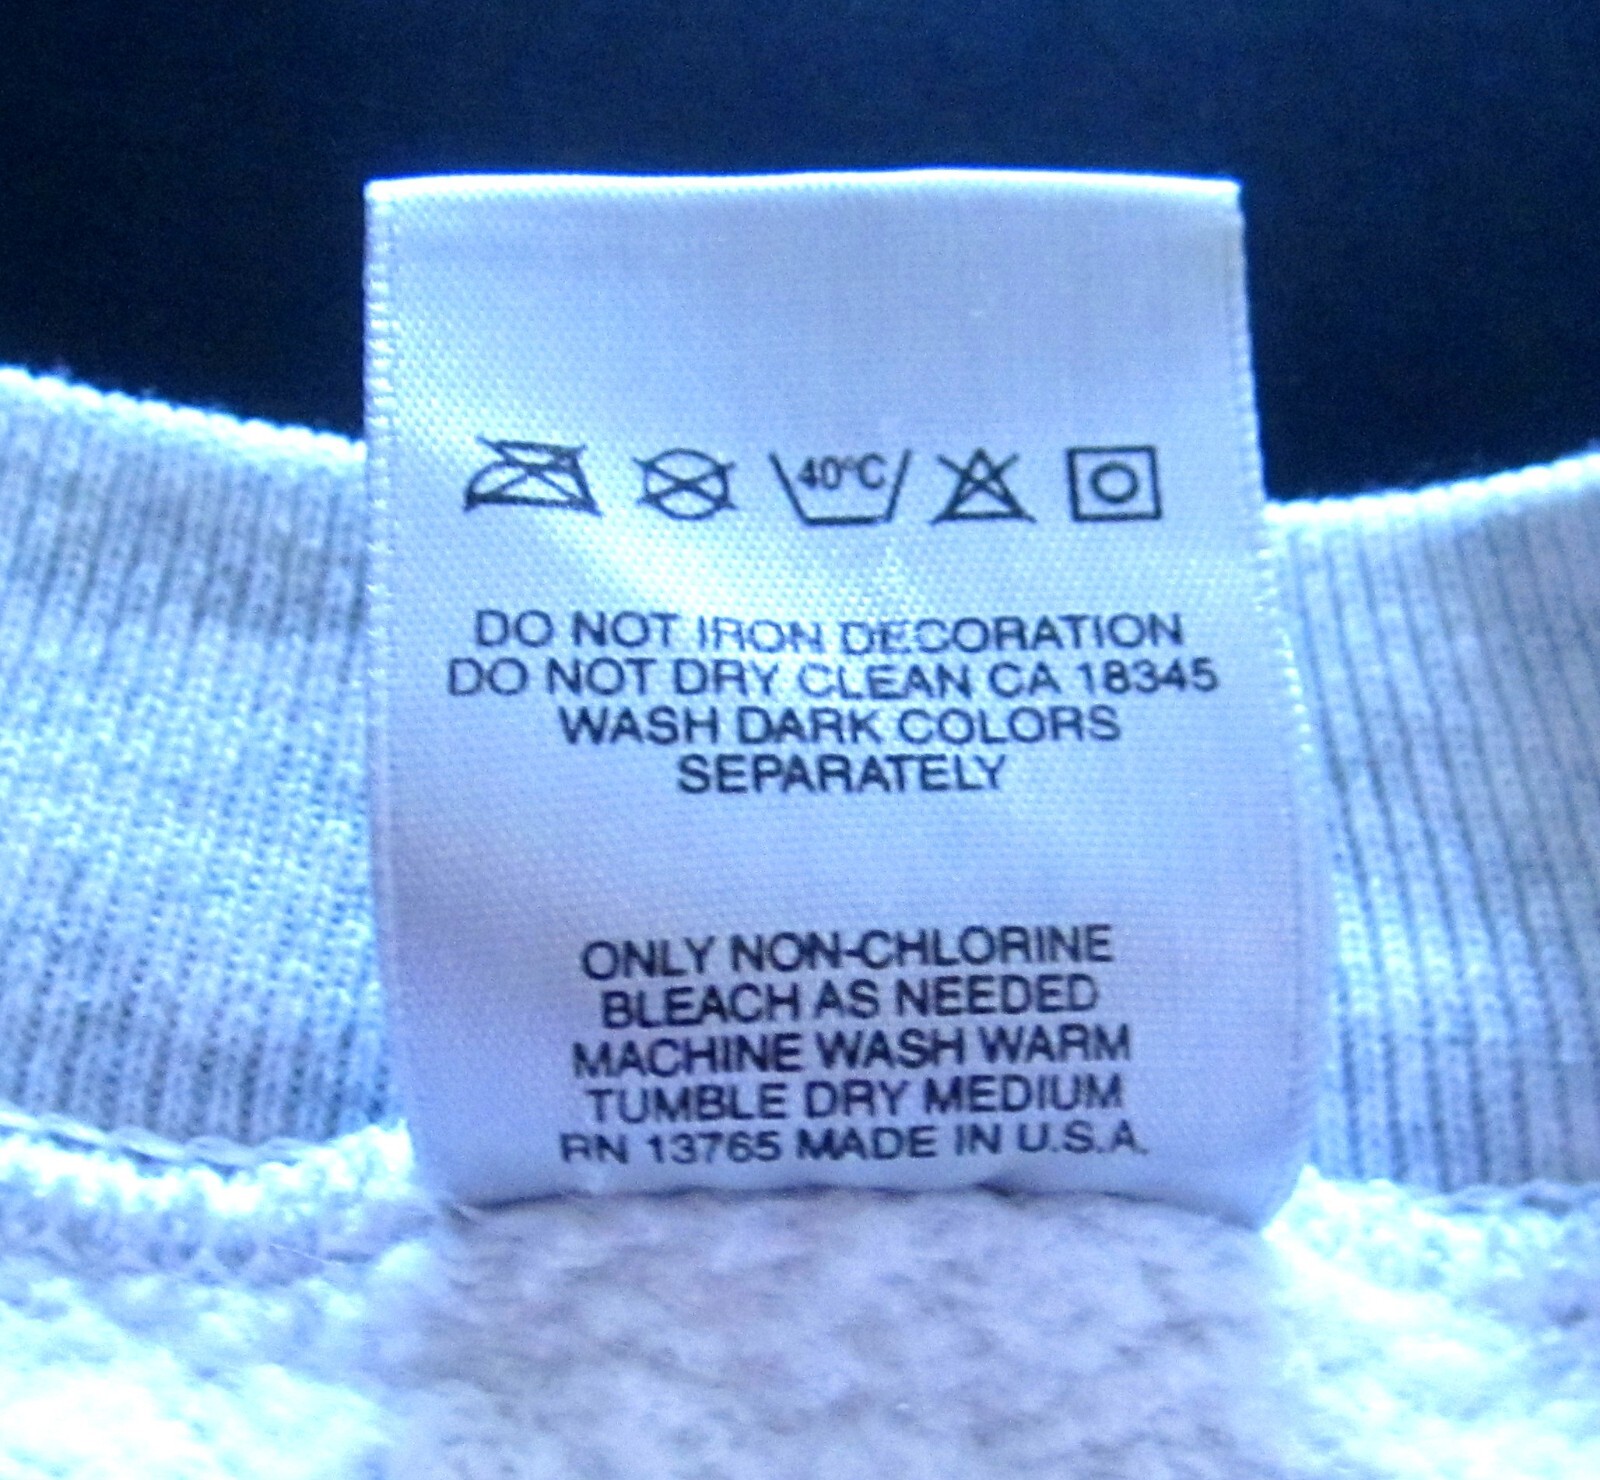 40°C
DO NOT IRON DECORATION
DO NOT DRY CLEAN CA 18345
WASH DARK COLORS
SEPARATELY
ONLY NON-CHLORINE
BLEACH AS NEEDED
MACHINE WASH WARM
TUMBLE DRY MEDIUM
RN 13765 MADE IN U.S.A.